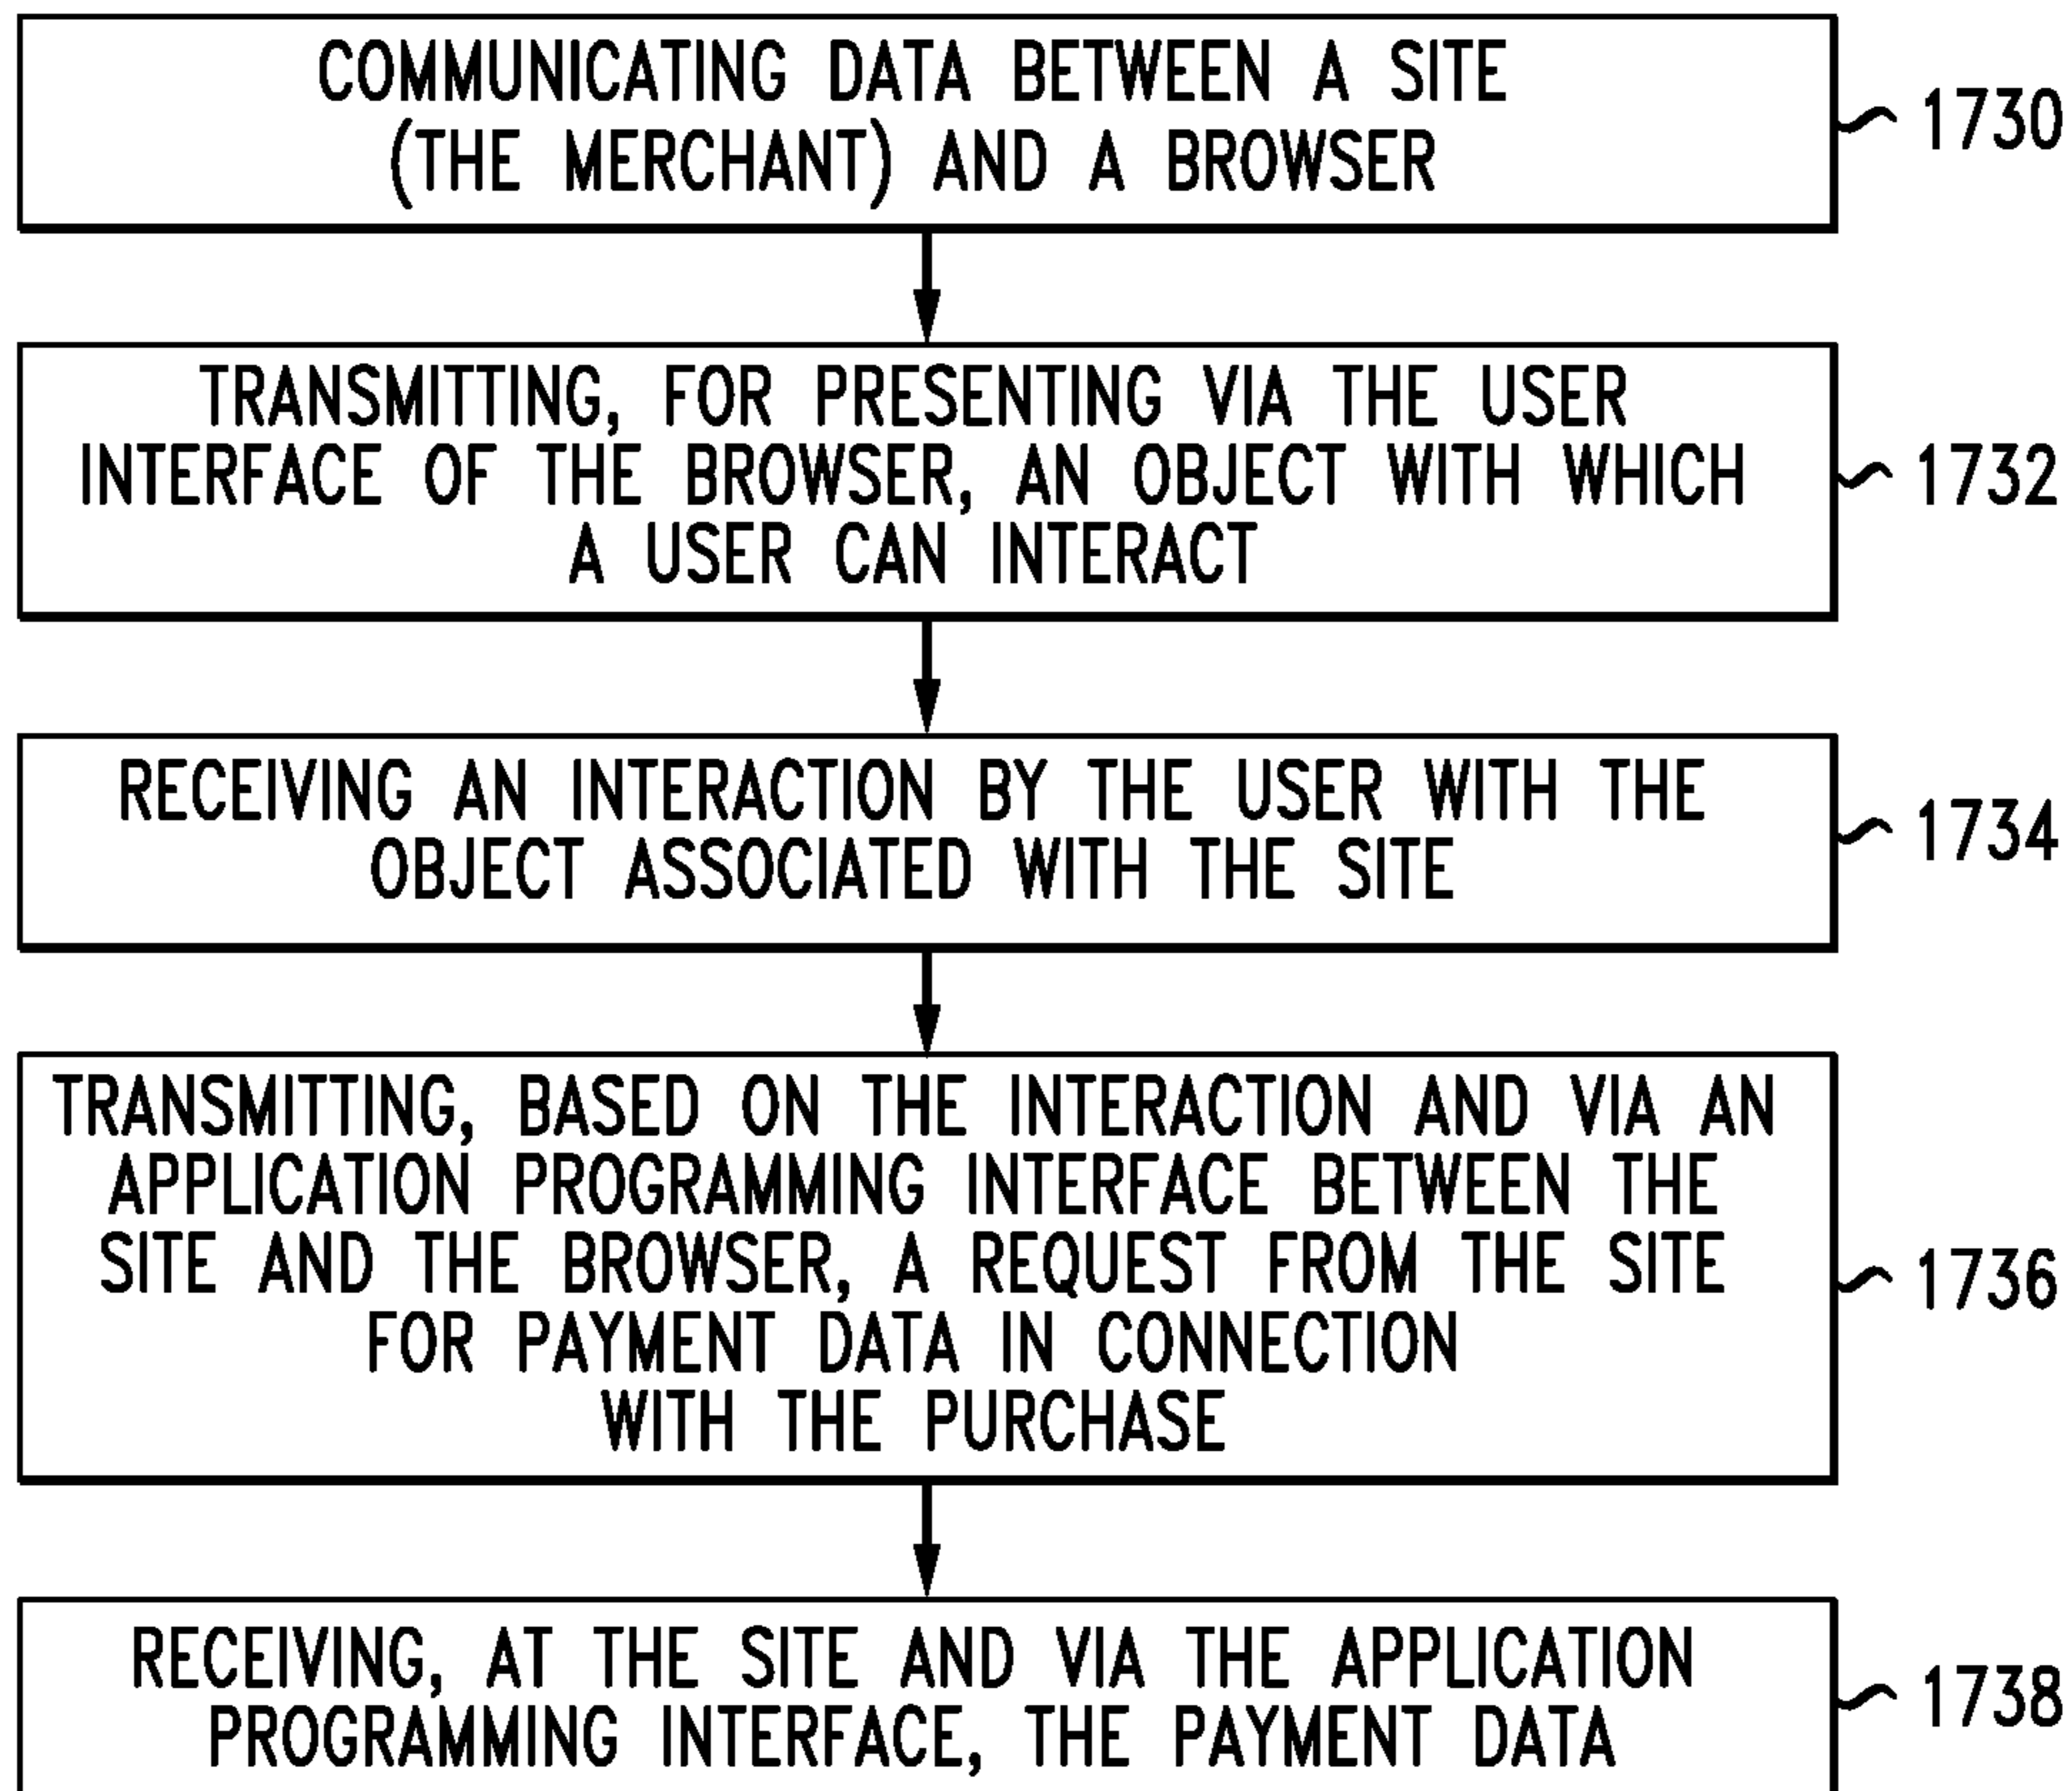 COMMUNICATING DATA BETWEEN A SITE
(THE MERCHANT) AND A BROWSER
1730
TRANSMITTING, FOR PRESENTING VIA THE USER
INTERFACE OF THE BROWSER, AN OBJECT WITH WHICH
A USER CAN INTERACT
1732
RECEIVING AN INTERACTION BY THE USER WITH THE
OBJECT ASSOCIATED WITH THE SITE
1734
TRANSMITTING, BASED ON THE INTERACTION AND VIA AN
APPLICATION PROGRAMMING INTERFACE BETWEEN THE
SITE AND THE BROWSER, A REQUEST FROM THE SITE
FOR PAYMENT DATA IN CONNECTION
WITH THE PURCHASE
1736
RECEIVING, AT THE SITE AND VIA THE APPLICATION
PROGRAMMING INTERFACE, THE PAYMENT DATA
1738